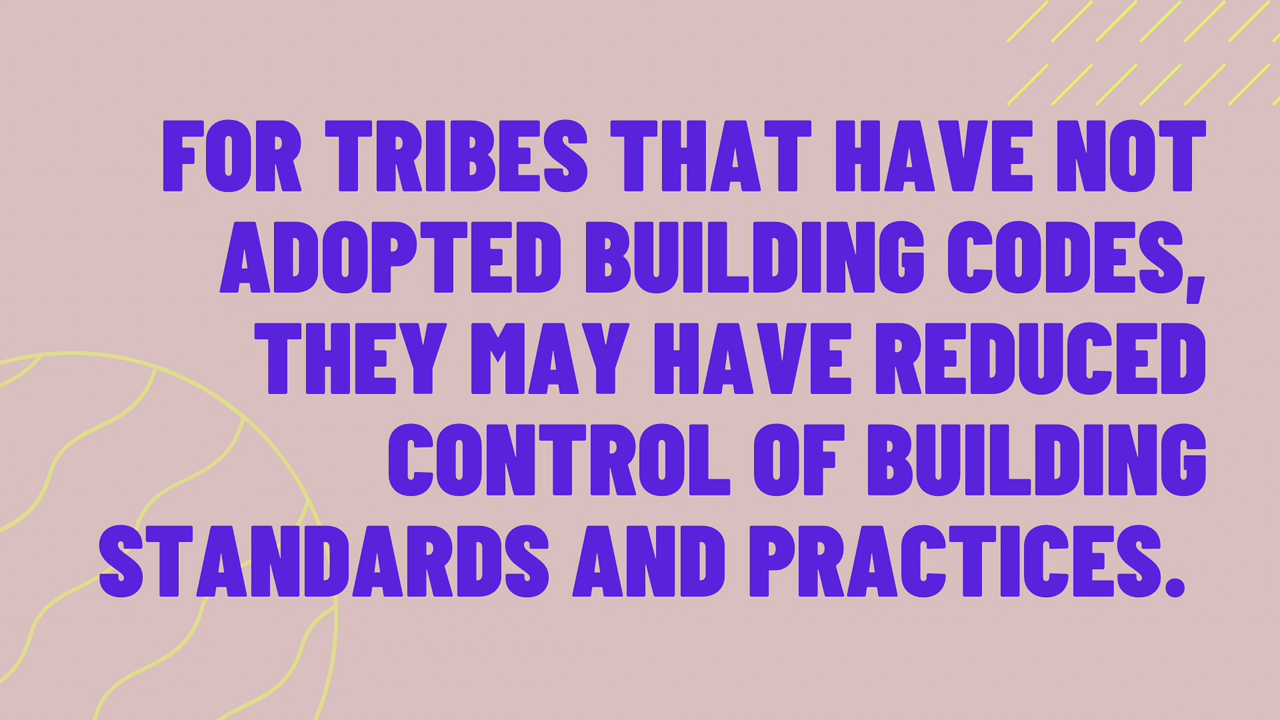 FOR TRIBES THAT HAVE NOT
ADOPTED BUILDING CODES,
THEY MAY HAVE REDUCED
CONTROL OF BUILDING
STANDARDS AND PRACTICES.